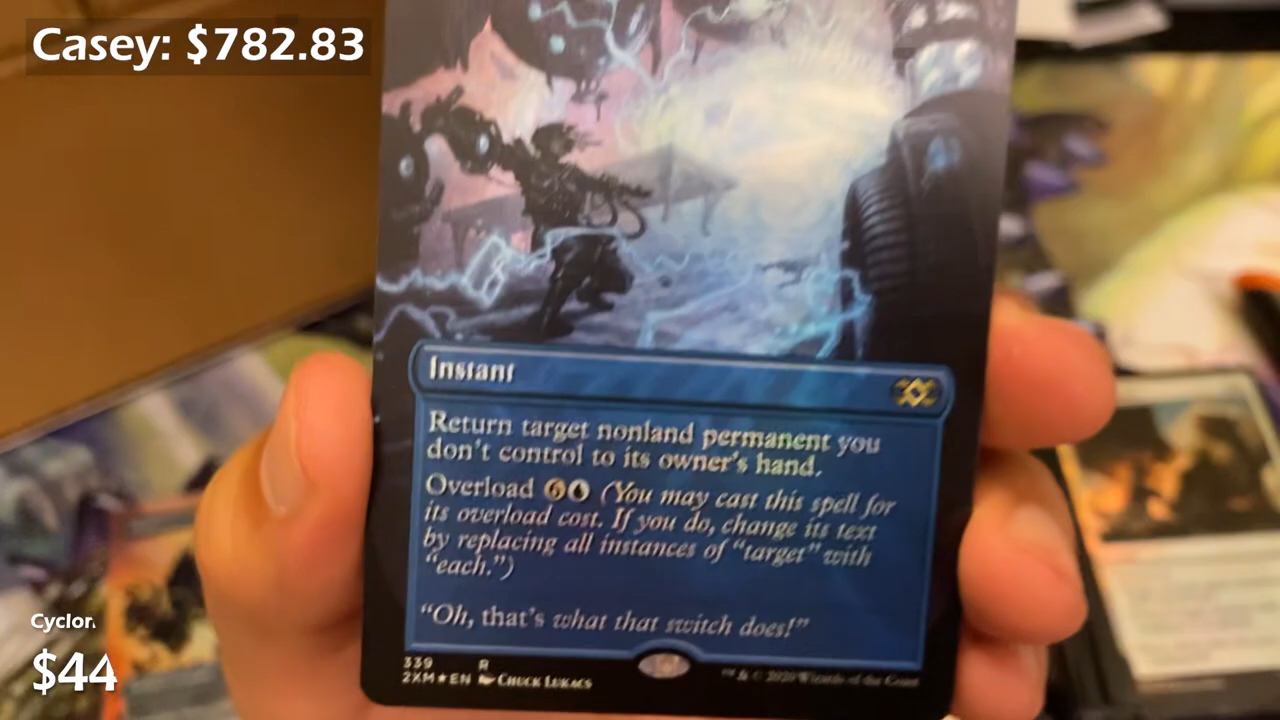 Casey: $782.83
Instant
Return target nonland permanent you
don't control to its owner's hand.
Overload 6 (You may cast this spell for
its overload cost. If you do, change its text
by replacing all instances of "target" with
"each.")
"Oh, that's what that switch does!"
339 R
2XM★EN CHUCK LUKACS
™ & © 2020 Wizards of the Coast
Cyclon
$44